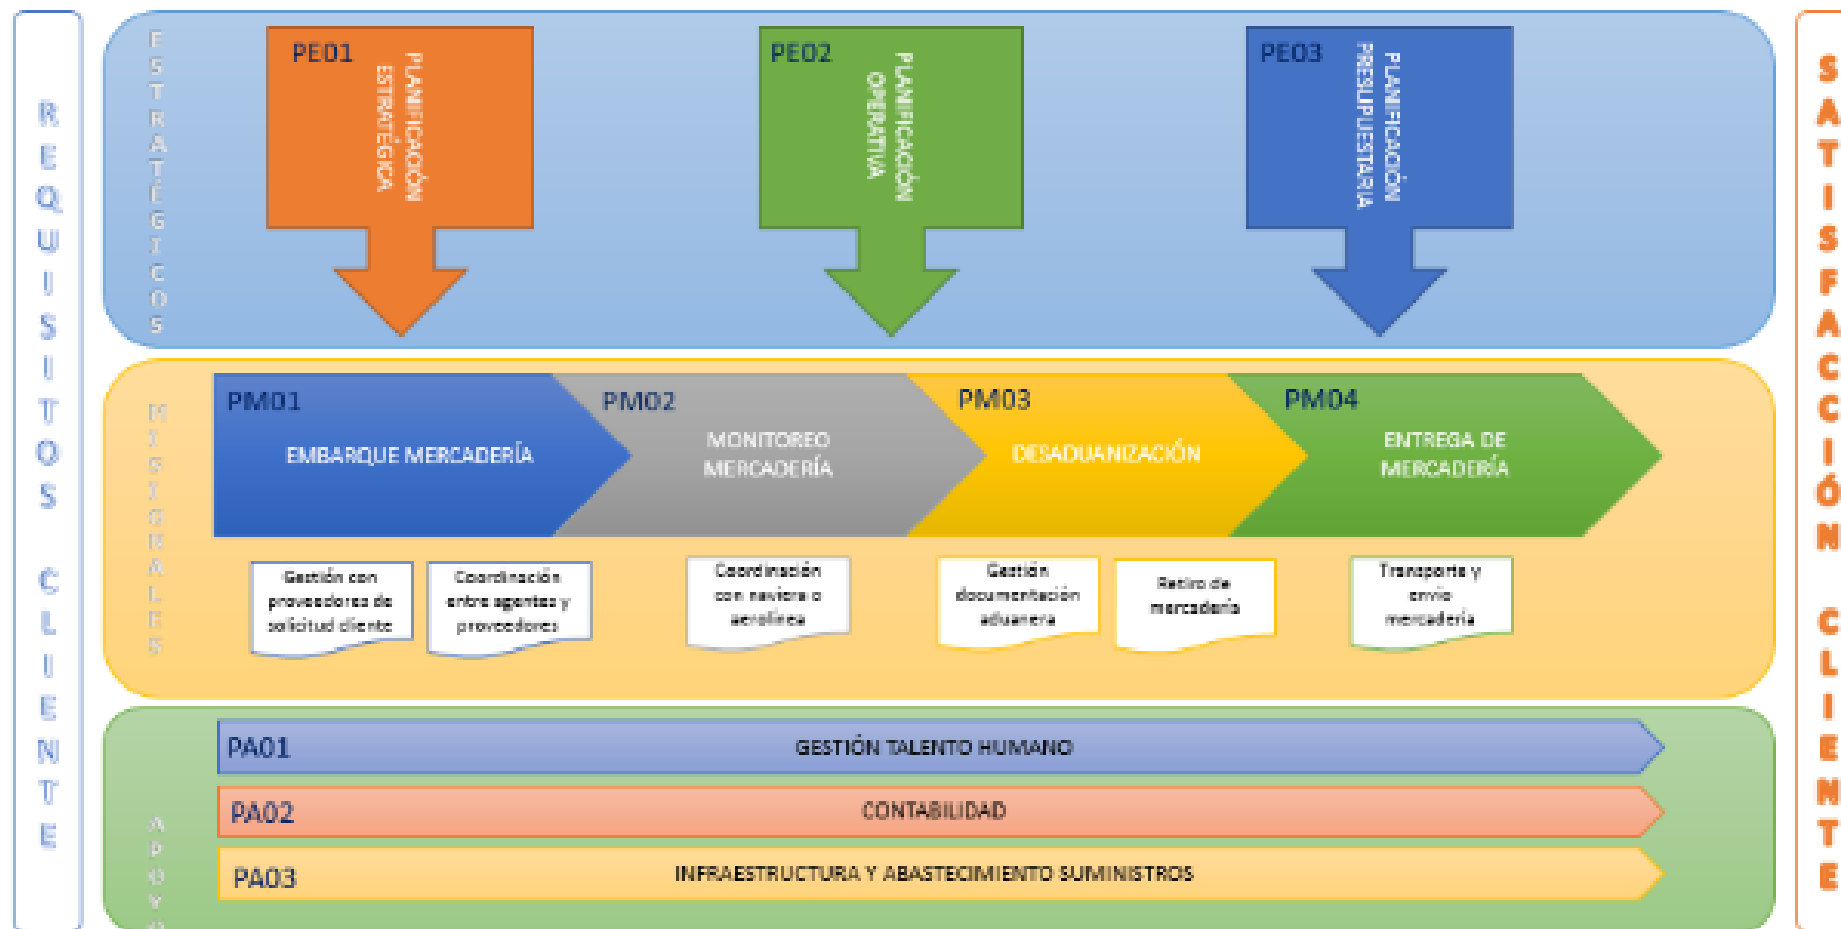 REQUISITOS CLIENTE
ESTRATÉGICOS
PE01
PLANIFICACIÓN
ESTRATÉGICA
PE02
PLANIFICACIÓN
OPERATIVA
PE03
PLANIFICACIÓN
PRESUPUESTARIA
MISIONALES
PM01
EMBARQUE MERCADERÍA
PM02
MONITOREO
MERCADERÍA
PM03
DESADUANIZACIÓN
PM04
ENTREGA DE
MERCADERÍA
Gestión con
proveedores de
solicitud cliente
Coordinación
entre agentes y
proveedores
Coordinación
con naviera o
aerolínea
Gestión
documentación
aduanera
Retiro de
mercadería
Transporte y
envio
mercadería
APOYO
PA01
GESTIÓN TALENTO HUMANO
PA02
CONTABILIDAD
PA03
INFRAESTRUCTURA Y ABASTECIMIENTO SUMINISTROS
SATISFACCIÓN CLIENTE